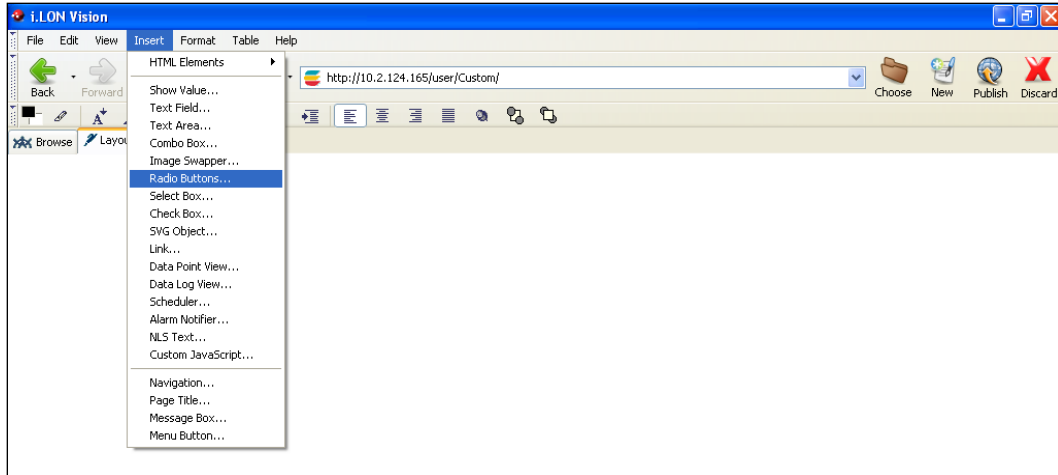 i.LON Vision
File Edit View Insert Format Table Help
HTML Elements
Back Forward
http://10.2.124.165/user/Custom/
Choose New Publish Discard
Show Value...
Text Field...
Text Area...
Browse
Combo Box...
Image Swapper...
Radio Buttons...
Select Box...
Check Box...
SVG Object...
Link...
Data Point View...
Data Log View...
Scheduler...
Alarm Notifier...
NLS Text...
Custom JavaScript...
Navigation...
Page Title...
Message Box...
Menu Button...